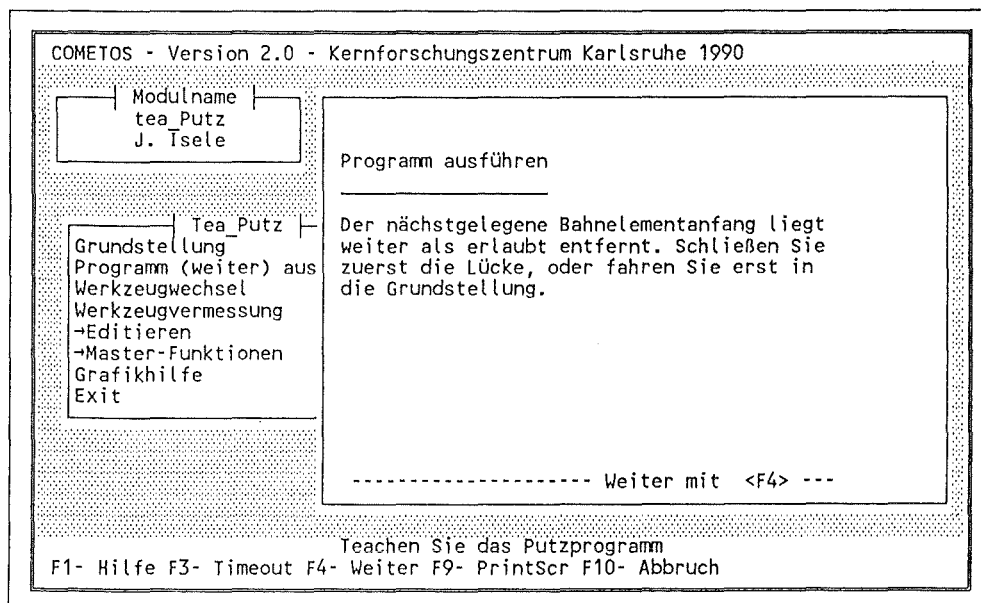 COMETOS - Version 2.0 - Kernforschungszentrum Karlsruhe 1990
Modulname
tea_Putz
J. Isele
Tea_Putz
Grundstellung
Programm (weiter) aus
Werkzeugwechsel
Werkzeugvermessung
→Editieren
→Master-Funktionen
Grafikhilfe
Exit
Programm ausführen
Der nächstgelegene Bahnelementanfang liegt
weiter als erlaubt entfernt. Schließen Sie
zuerst die Lücke, oder fahren Sie erst in
die Grundstellung.
--------------------- Weiter mit <F4> ---
Teachen Sie das Putzprogramm
F1- Hilfe F3- Timeout F4- Weiter F9- PrintScr F10- Abbruch